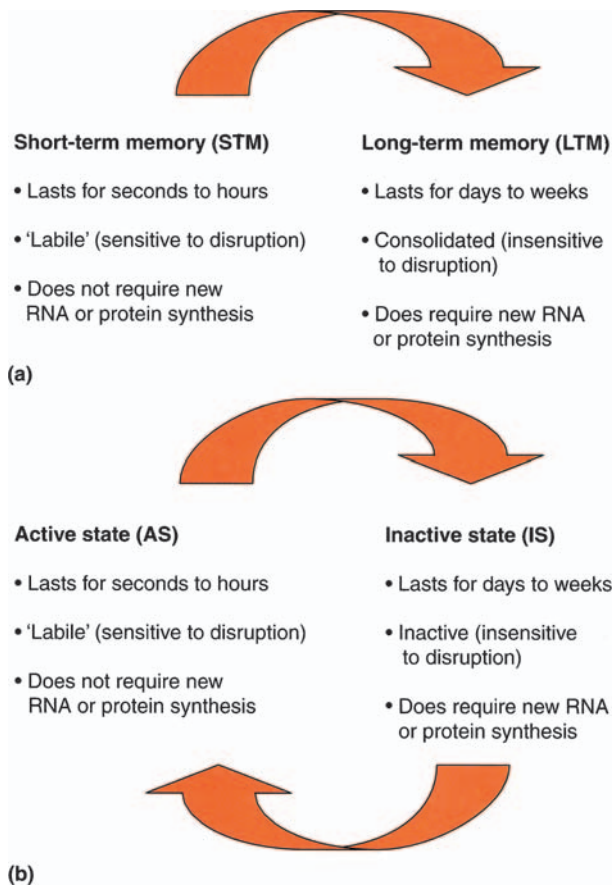 Short-term memory (STM)
• Lasts for seconds to hours
• 'Labile' (sensitive to disruption)
• Does not require new
RNA or protein synthesis
Long-term memory (LTM)
• Lasts for days to weeks
• Consolidated (insensitive
to disruption)
• Does require new RNA
or protein synthesis
(a)
Active state (AS)
• Lasts for seconds to hours
• 'Labile' (sensitive to disruption)
• Does not require new
RNA or protein synthesis
Inactive state (IS)
• Lasts for days to weeks
• Inactive (insensitive
to disruption)
• Does require new RNA
or protein synthesis
(b)